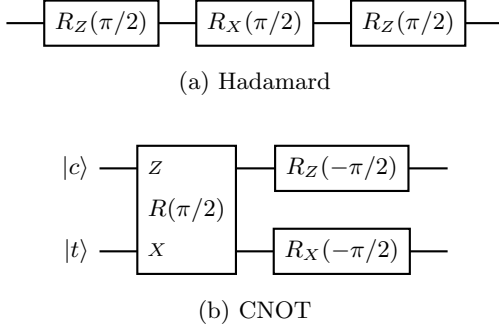 R_Z(π/2) R_X(π/2) R_Z(π/2)
(a) Hadamard
|c⟩ Z R_Z(−π/2)
R(π/2)
|t⟩ X R_X(−π/2)
(b) CNOT